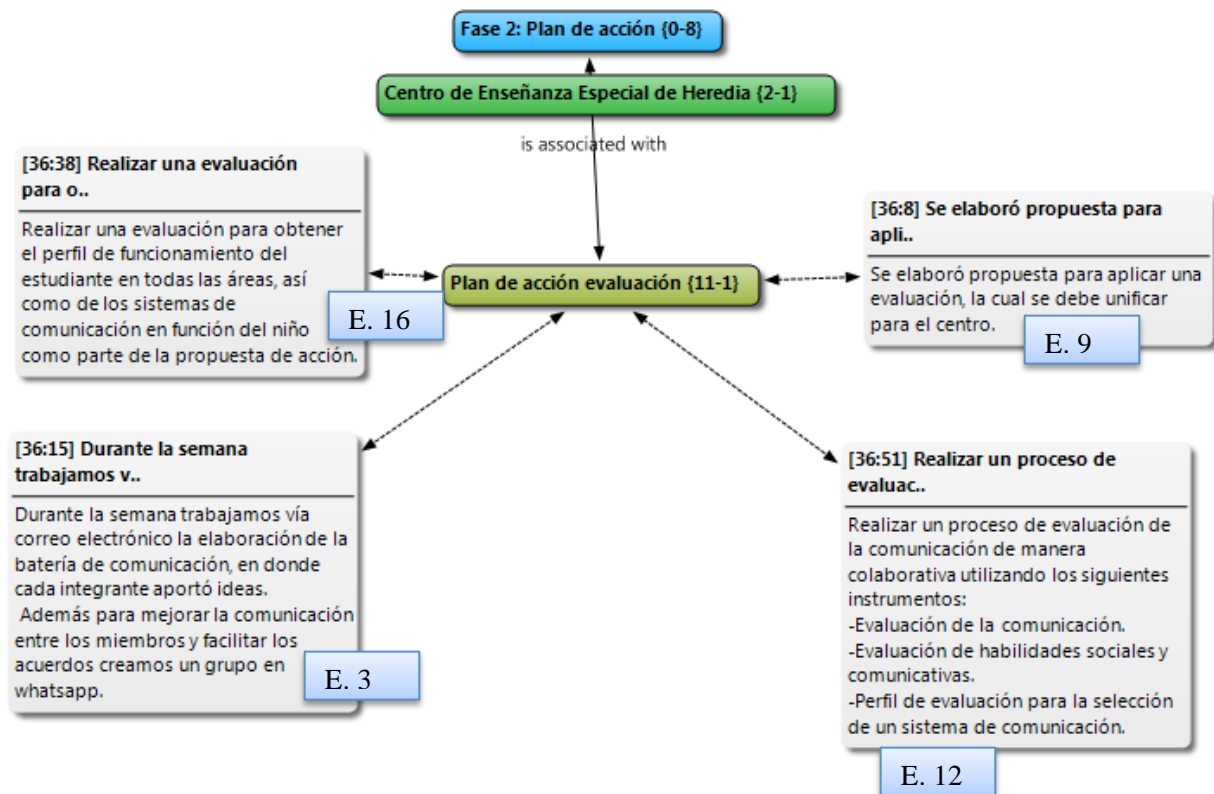 Fase 2: Plan de acción {0-8}
Centro de Enseñanza Especial de Heredia {2-1}
is associated with
[36:38] Realizar una evaluación
para o..
Realizar una evaluación para obtener
el perfil de funcionamiento del
estudiante en todas las áreas, así
como de los sistemas de
comunicación en función del niño
como parte de la propuesta de acción.
E. 16
Plan de acción evaluación {11-1}
[36:8] Se elaboró propuesta para
apli..
Se elaboró propuesta para aplicar una
evaluación, la cual se debe unificar
para el centro.
E. 9
[36:15] Durante la semana
trabajamos v..
Durante la semana trabajamos vía
correo electrónico la elaboración de la
batería de comunicación, en donde
cada integrante aportó ideas.
Además para mejorar la comunicación
entre los miembros y facilitar los
acuerdos creamos un grupo en
whatsapp.
E. 3
[36:51] Realizar un proceso de
evaluac..
Realizar un proceso de evaluación de
la comunicación de manera
colaborativa utilizando los siguientes
instrumentos:
-Evaluación de la comunicación.
-Evaluación de habilidades sociales y
comunicativas.
-Perfil de evaluación para la selección
de un sistema de comunicación.
E. 12